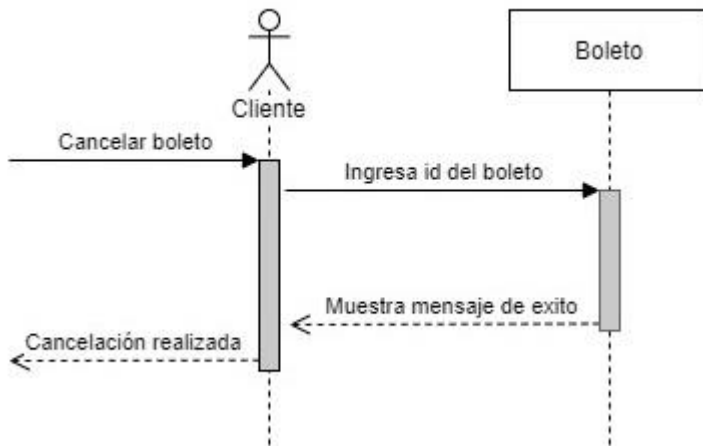 Boleto
Cliente
Cancelar boleto
Ingresa id del boleto
Muestra mensaje de exito
Cancelación realizada